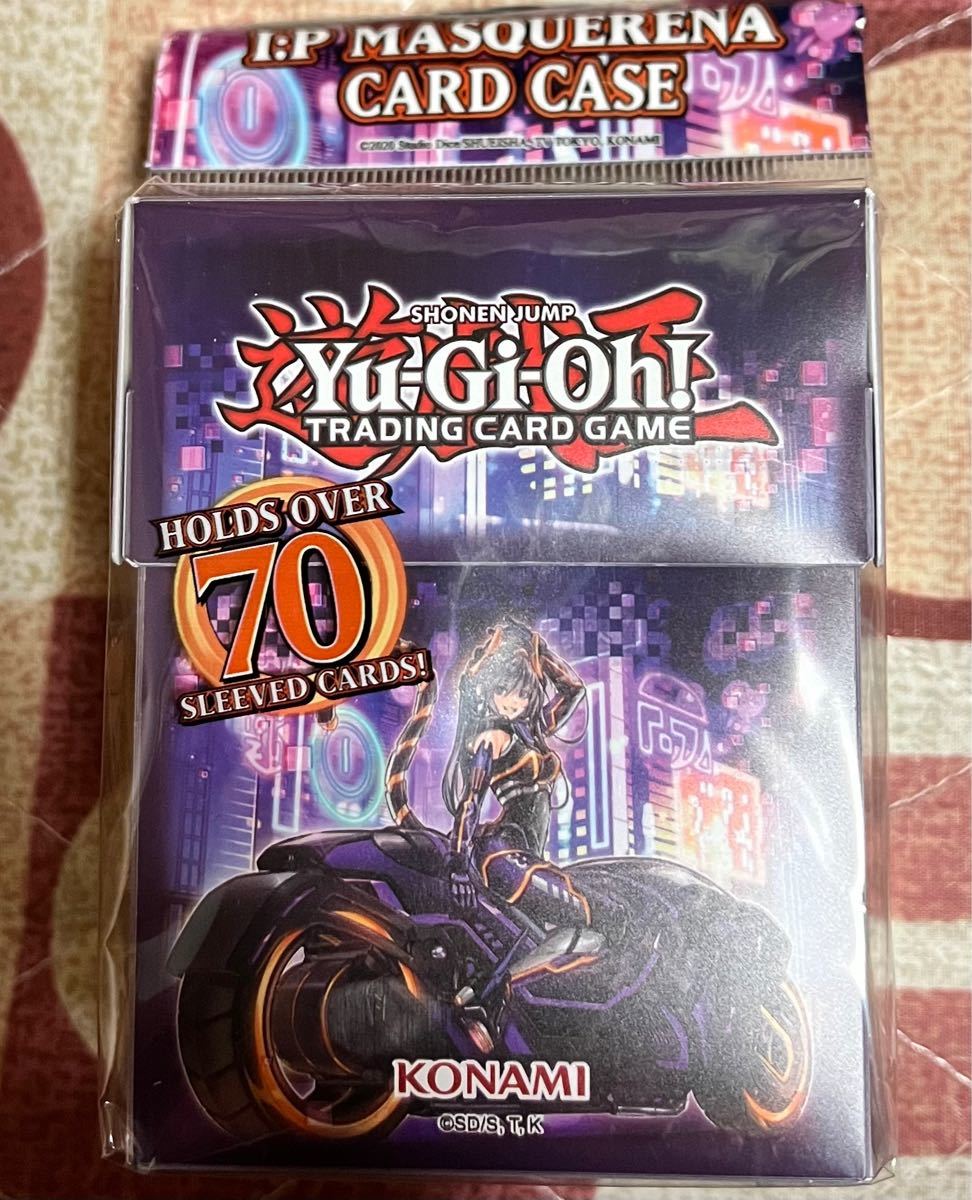 I:P MASQUERENA
CARD CASE
©2020 Studio Dice/SHUEISHA, TV TOKYO, KONAMI
SHONEN JUMP
Yu-Gi-Oh!
TRADING CARD GAME
HOLDS OVER
70
SLEEVED CARDS!
KONAMI
©SD/S, T, K